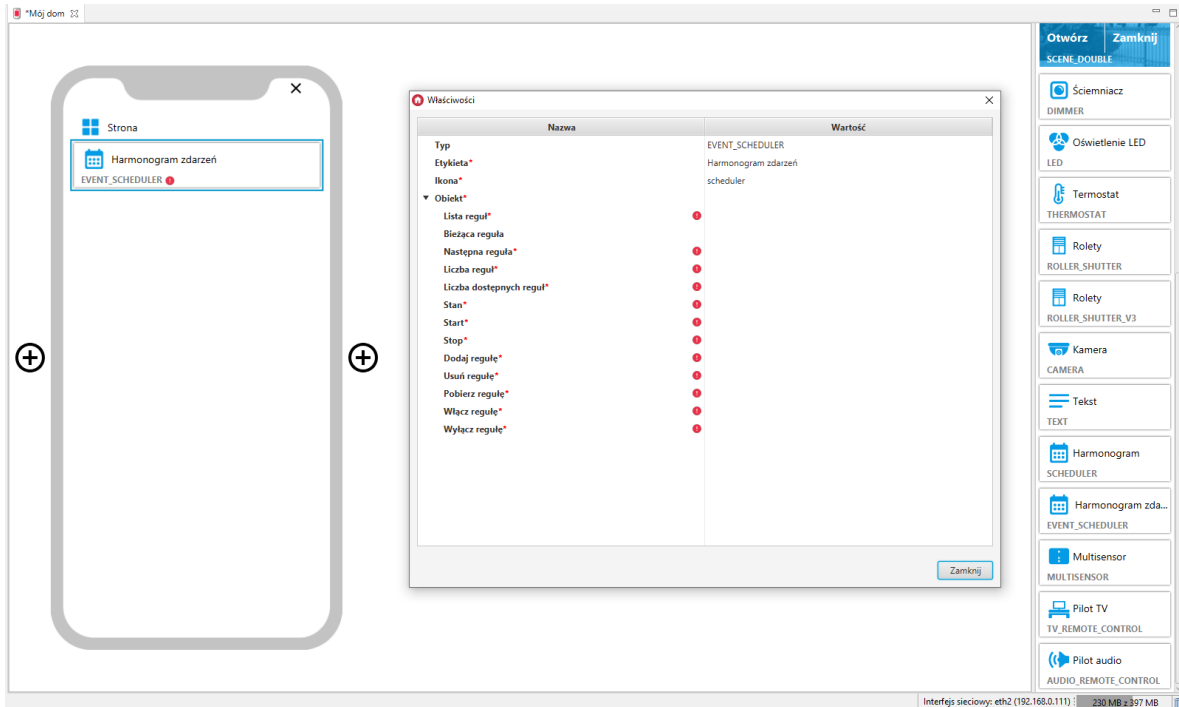 *Mój dom
Strona
Harmonogram zdarzeń
EVENT_SCHEDULER
Właściwości
Nazwa Wartość
Typ EVENT_SCHEDULER
Etykieta* Harmonogram zdarzeń
Ikona* scheduler
Obiekt*
Lista reguł*
Bieżąca reguła
Następna reguła*
Liczba reguł*
Liczba dostępnych reguł*
Stan*
Start*
Stop*
Dodaj regułę*
Usuń regułę*
Pobierz regułę*
Włącz regułę*
Wyłącz regułę*
Zamknij
Otwórz Zamknij
SCENE_DOUBLE
Ściemniacz
DIMMER
Oświetlenie LED
LED
Termostat
THERMOSTAT
Rolety
ROLLER_SHUTTER
Rolety
ROLLER_SHUTTER_V3
Kamera
CAMERA
Tekst
TEXT
Harmonogram
SCHEDULER
Harmonogram zda...
EVENT_SCHEDULER
Multisensor
MULTISENSOR
Pilot TV
TV_REMOTE_CONTROL
Pilot audio
AUDIO_REMOTE_CONTROL
Interfejs sieciowy: eth2 (192.168.0.111) 230 MB z 397 MB